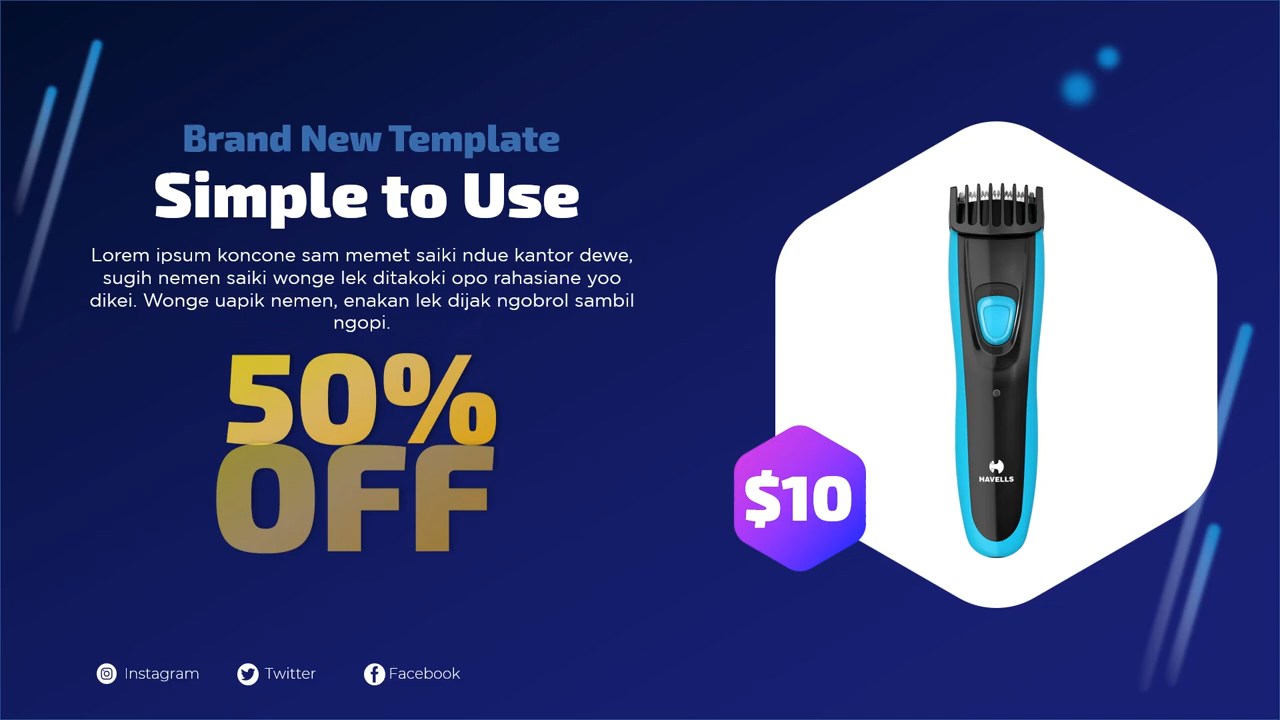 Brand New Template
Simple to Use
Lorem ipsum koncone sam memet saiki ndue kantor dewe,
sugih nemen saiki wonge lek ditakoki opo rahasiane yoo
dikei. Wonge uapik nemen, enakan lek dijak ngobrol sambil
ngopi.
50%
OFF
$10
HAVELLS
Instagram
Twitter
Facebook